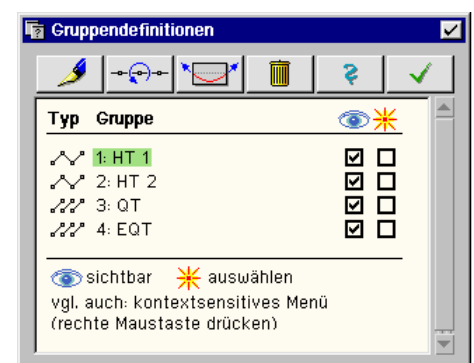 Gruppendefinitionen
Typ Gruppe
1: HT 1
2: HT 2
3: QT
4: EQT
sichtbar auswählen
vgl. auch: kontextsensitives Menü
(rechte Maustaste drücken)